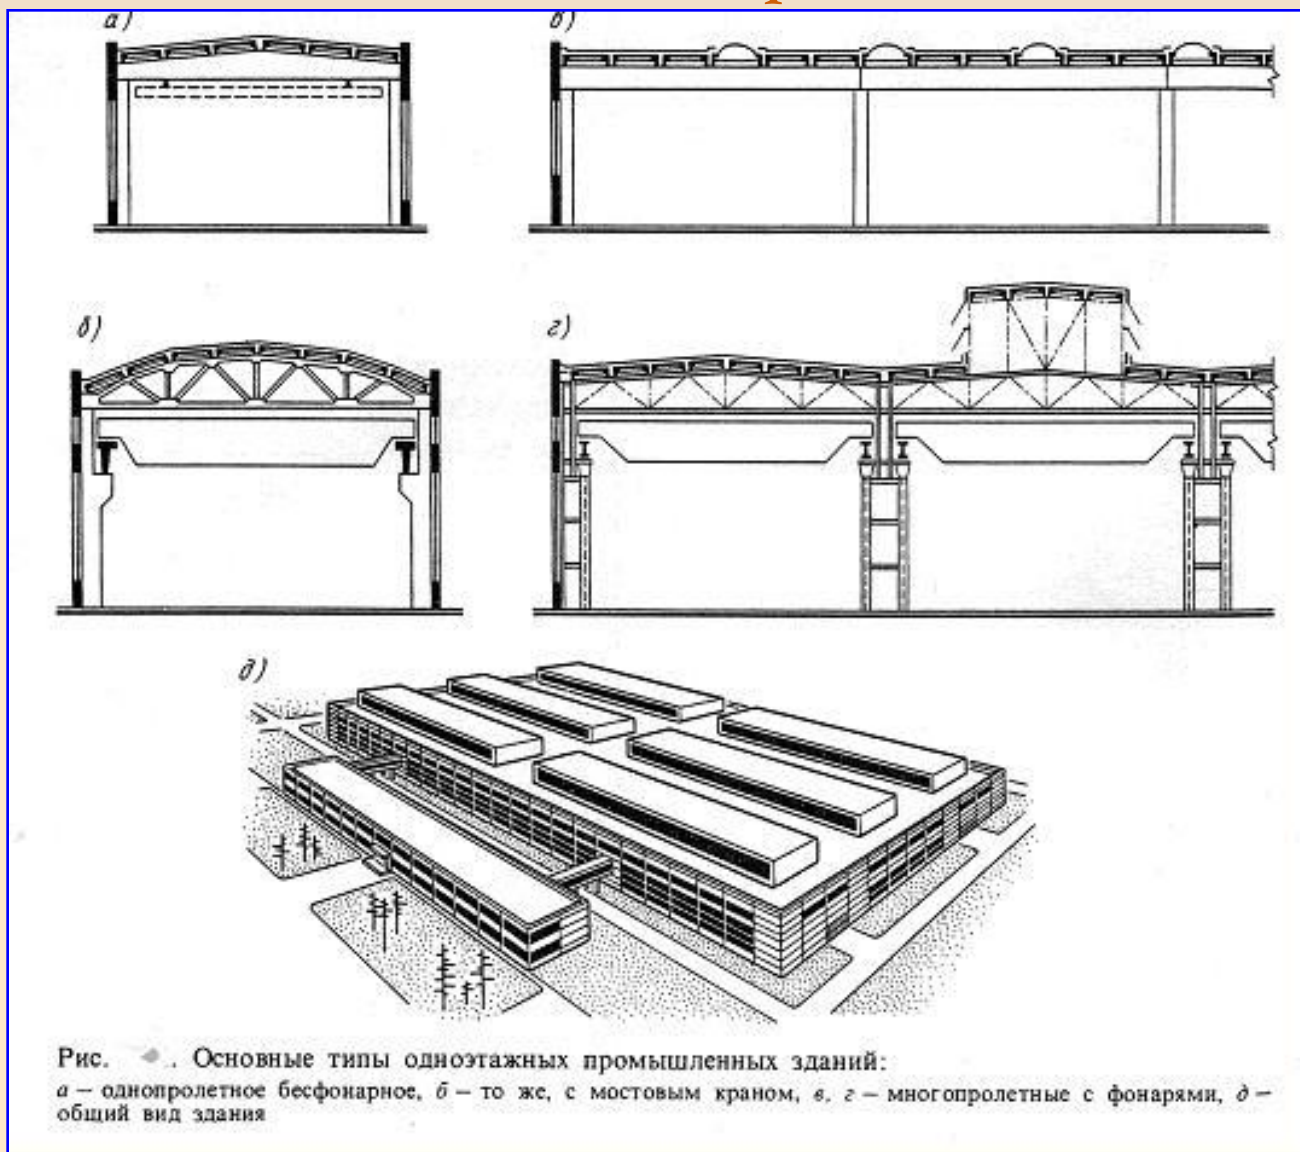 а)
в)
б)
г)
д)
Рис. . Основные типы одноэтажных промышленных зданий:
а — однопролетное бесфонарное, б — то же, с мостовым краном, в, г — многопролетные с фонарями, д —
общий вид здания